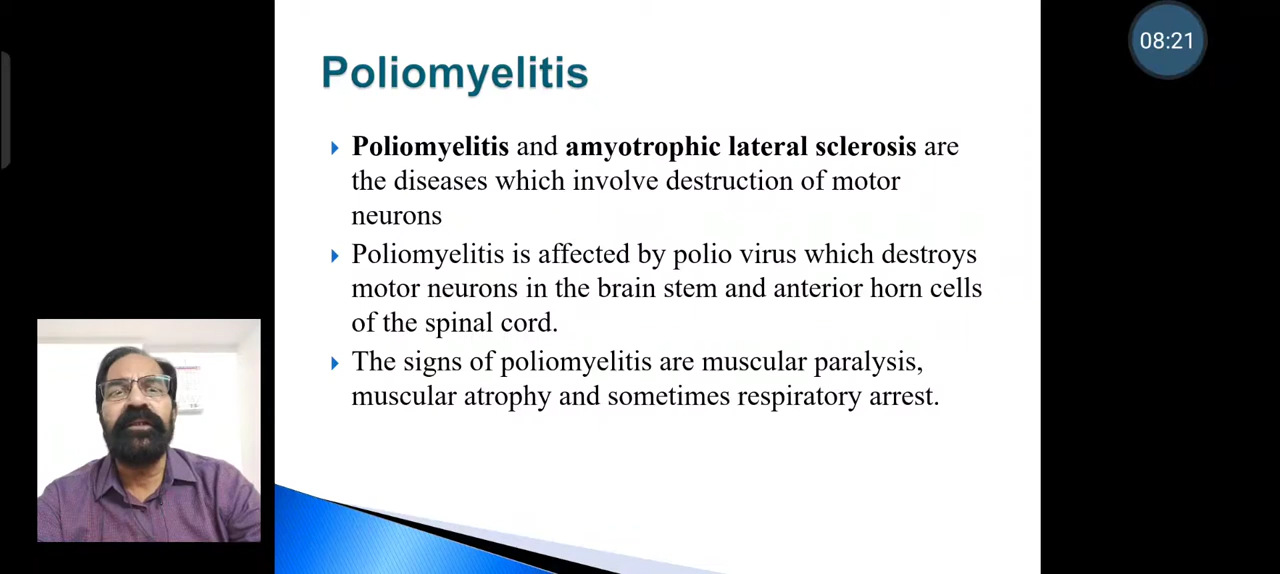 08:21
Poliomyelitis
Poliomyelitis and amyotrophic lateral sclerosis are
the diseases which involve destruction of motor
neurons
Poliomyelitis is affected by polio virus which destroys
motor neurons in the brain stem and anterior horn cells
of the spinal cord.
The signs of poliomyelitis are muscular paralysis,
muscular atrophy and sometimes respiratory arrest.